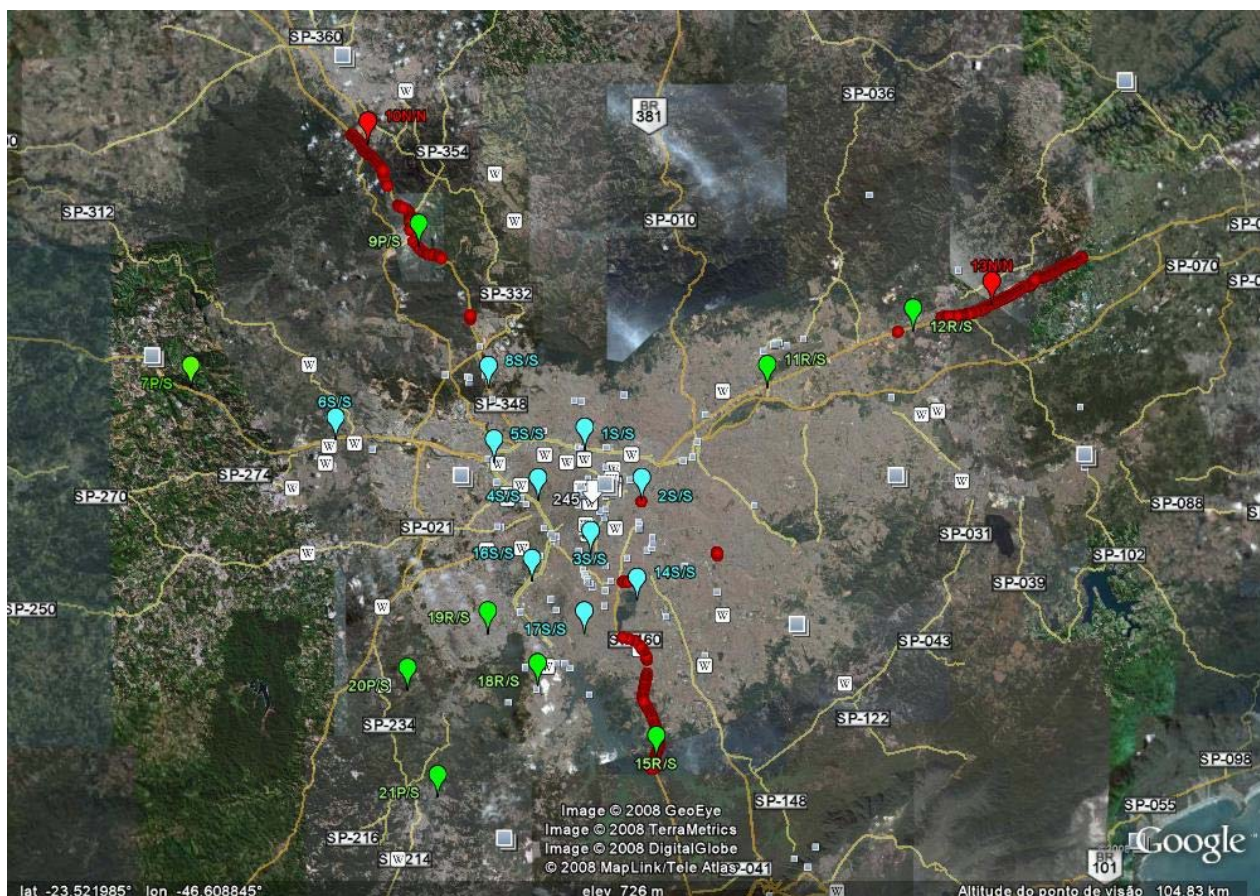 SP-360
10N/N
BR
381
SP-036
SP-354
SP-312
SP-010
9P/S
13N/N
SP-070
SP-332
12R/S
7P/S
8S/S
11R/S
6S/S
SP-348
5S/S
1S/S
SP-274
SP-270
4S/S
245
2S/S
SP-088
SP-021
SP-031
16S/S
3S/S
SP-102
14S/S
SP-039
SP-250
19R/S
17S/S
SP-043
20P/S
18R/S
SP-122
SP-234
15R/S
SP-098
21P/S
SP-148
SP-055
Image © 2008 GeoEye
Image © 2008 TerraMetrics
Image © 2008 DigitalGlobe
© 2008 MapLink/Tele Atlas
SP-216
Google
BR
101
lat -23.521985° lon -46.608845°
elev 726 m
Altitude do ponto de visão 104.83 km